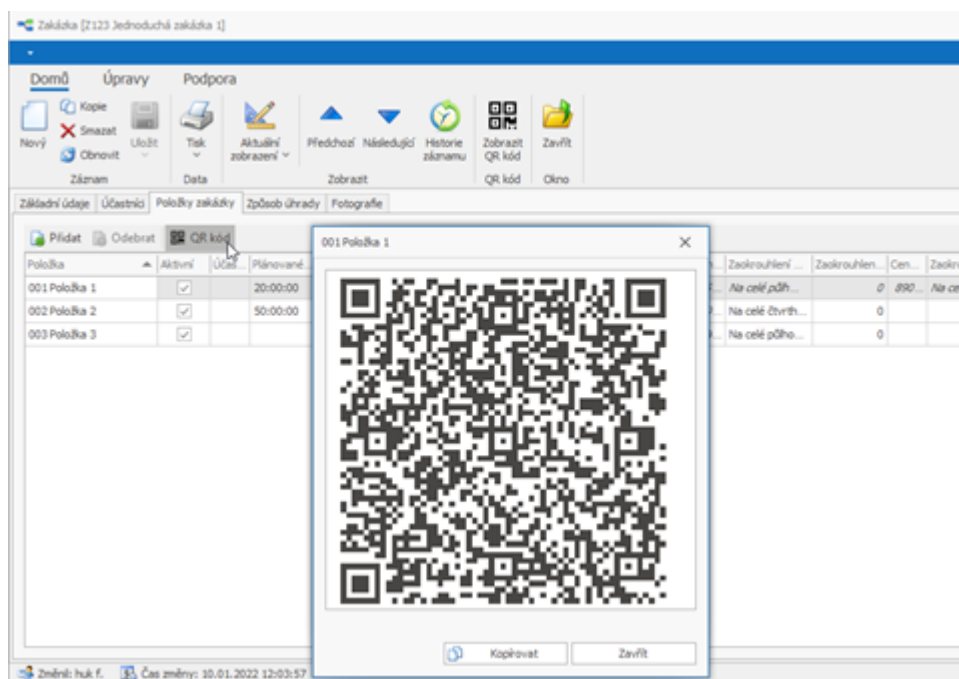 Zakázka [Z123 Jednoduchá zakázka 1]
Domů Úpravy Podpora
Nový Kopie Smazat Obnovit Uložit Tisk Aktuální zobrazení Předchozí Následující Historie záznamu Zobrazit QR kód Zavřít
Záznam Data Zobrazit QR kód Okno
Základní údaje Účastníci Položky zakázky Způsob úhrady Fotografie
Přidat Odebrat QR kód
001 Položka 1
Položka Aktivní Účas... Plánované Zaokrouhlení ... Zaokrouhlen... Cen...
001 Položka 1 20:00:00 Na celé půlh... 0 890... Na ce
002 Položka 2 50:00:00 Na celé čtvrth... 0
003 Položka 3 Na celé půlho... 0
Kopírovat Zavřít
Změnil: huk f. Čas změny: 10.01.2022 12:03:57